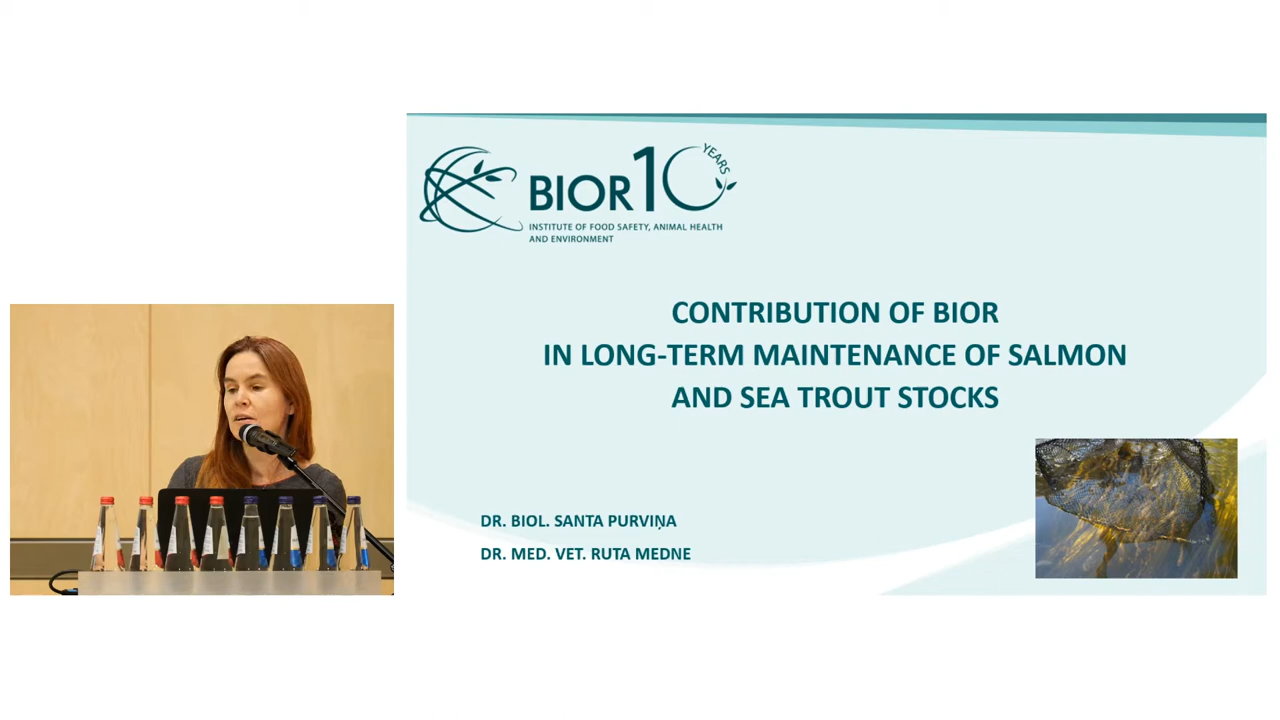 BIOR10
YEARS
INSTITUTE OF FOOD SAFETY, ANIMAL HEALTH
AND ENVIRONMENT
CONTRIBUTION OF BIOR
IN LONG-TERM MAINTENANCE OF SALMON
AND SEA TROUT STOCKS
DR. BIOL. SANTA PURVIŅA
DR. MED. VET. RUTA MEDNE